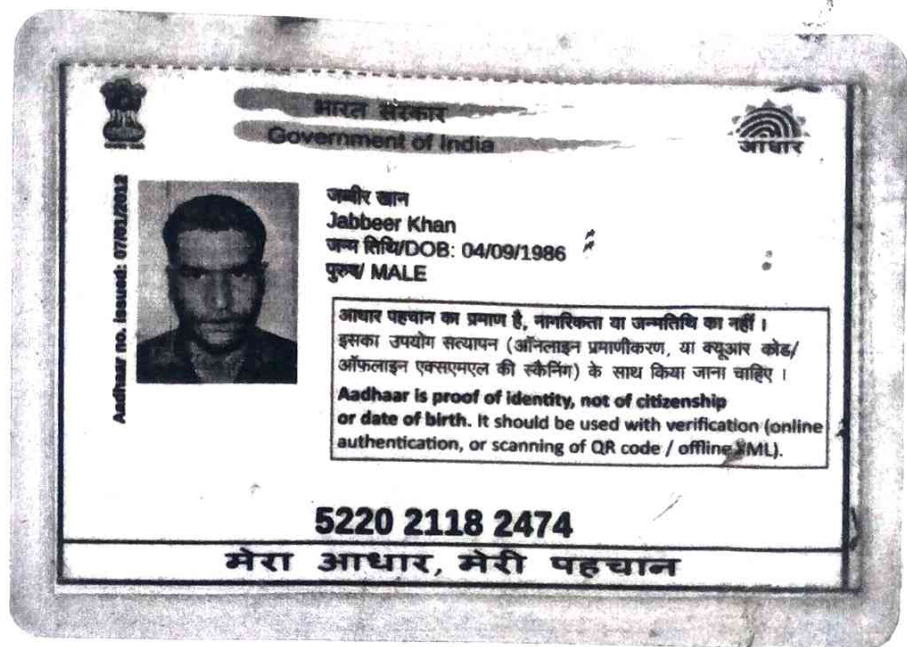 भारत सरकार
Government of India
आधार
Aadhaar no. issued: 07/01/2012
जब्बीर खान
Jabbeer Khan
जन्म तिथि/DOB: 04/09/1986
पुरुष/ MALE
आधार पहचान का प्रमाण है, नागरिकता या जन्मतिथि का नहीं ।
इसका उपयोग सत्यापन (ऑनलाइन प्रमाणीकरण, या क्यूआर कोड/
ऑफलाइन एक्सएमएल की स्कैनिंग) के साथ किया जाना चाहिए ।
Aadhaar is proof of identity, not of citizenship
or date of birth. It should be used with verification (online
authentication, or scanning of QR code / offline XML).
5220 2118 2474
मेरा आधार, मेरी पहचान